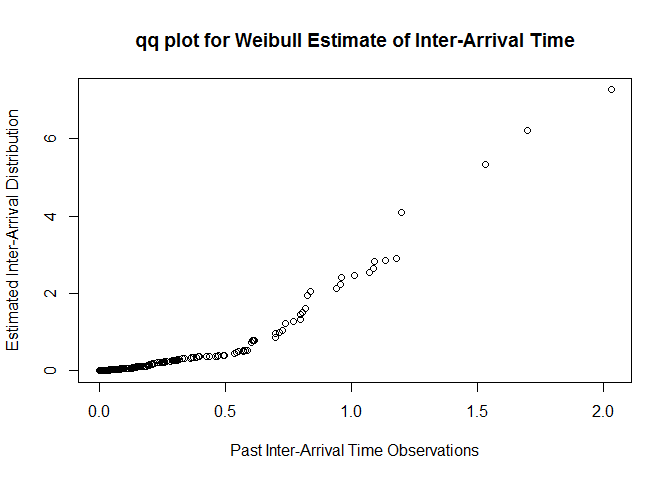 qq plot for Weibull Estimate of Inter-Arrival Time
Estimated Inter-Arrival Distribution
6
4
2
0
0.0 0.5 1.0 1.5 2.0
Past Inter-Arrival Time Observations